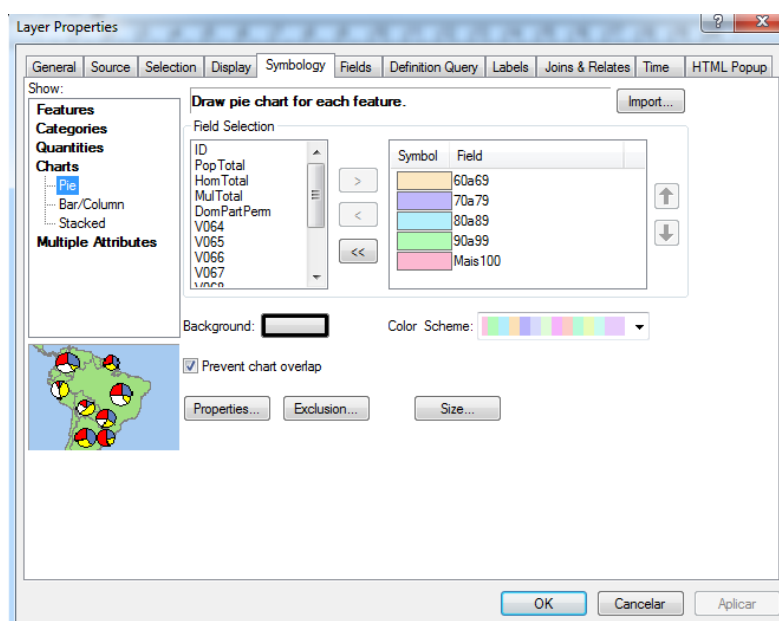 Layer Properties
General Source Selection Display Symbology Fields Definition Query Labels Joins & Relates Time HTML Popup
Show:
Features
Categories
Quantities
Charts
Pie
Bar/Column
Stacked
Multiple Attributes
Draw pie chart for each feature.
Import...
Field Selection
ID
PopTotal
HomTotal
MulTotal
DomPartPerm
V064
V065
V066
V067
V068
>
<
<<
Symbol Field
60a69
70a79
80a89
90a99
Mais100
Background:
Color Scheme:
Prevent chart overlap
Properties... Exclusion... Size...
OK Cancelar Aplicar